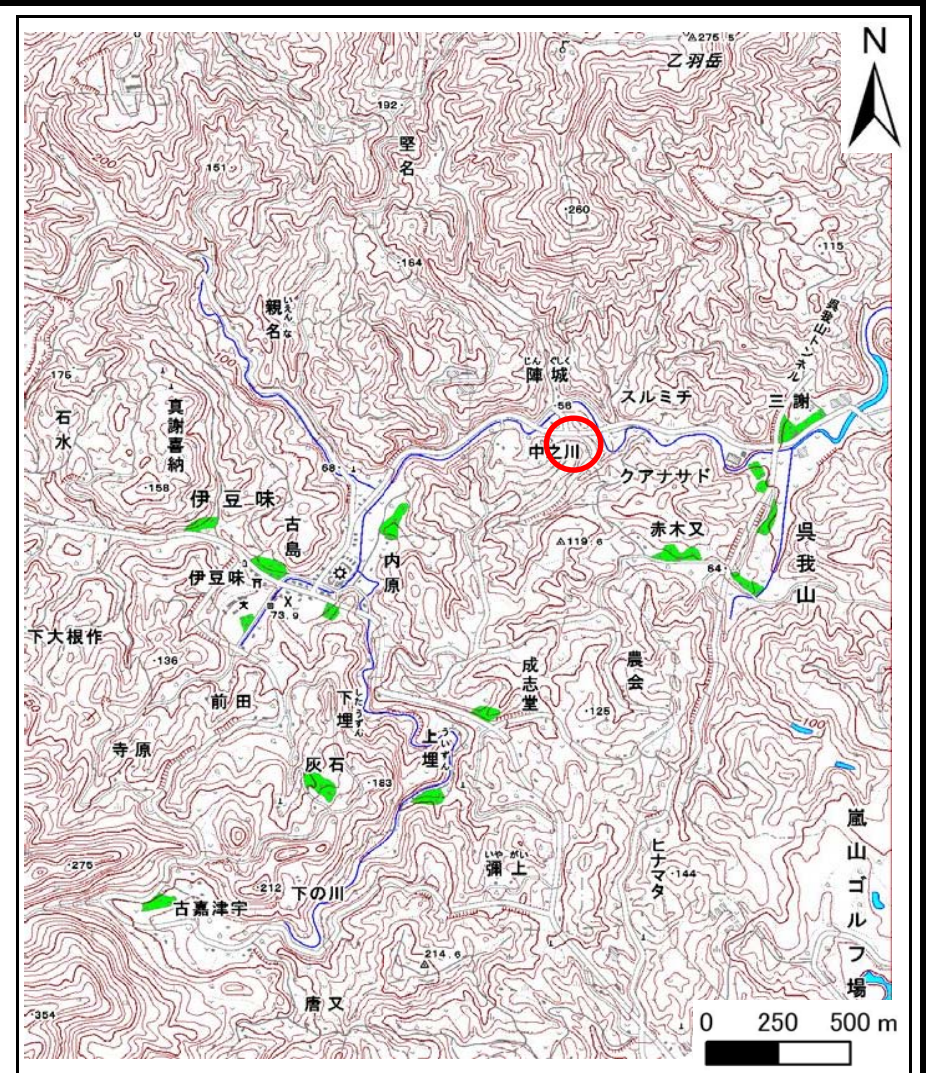 N
275.5
乙羽岳
192
堅名
200
151
260
115
164
呉我山トンネル
親名
いえんな
100
175
じんぐしく
陣城
スルミチ
三謝
石水
真謝喜納
56
中之川
68
クアナサド
158
伊豆味
古島
赤木又
119.6
内原
呉我山
伊豆味
64
73.9
下大根作
136
成志堂
農会
前田
下埋
したうずん
125
100
寺原
上埋
ういずん
灰石
183
嵐山ゴルフ場
ヒナマタ
275
いやがい
彌上
144
212
下の川
古嘉津宇
214.6
唐又
354
0 250 500 m